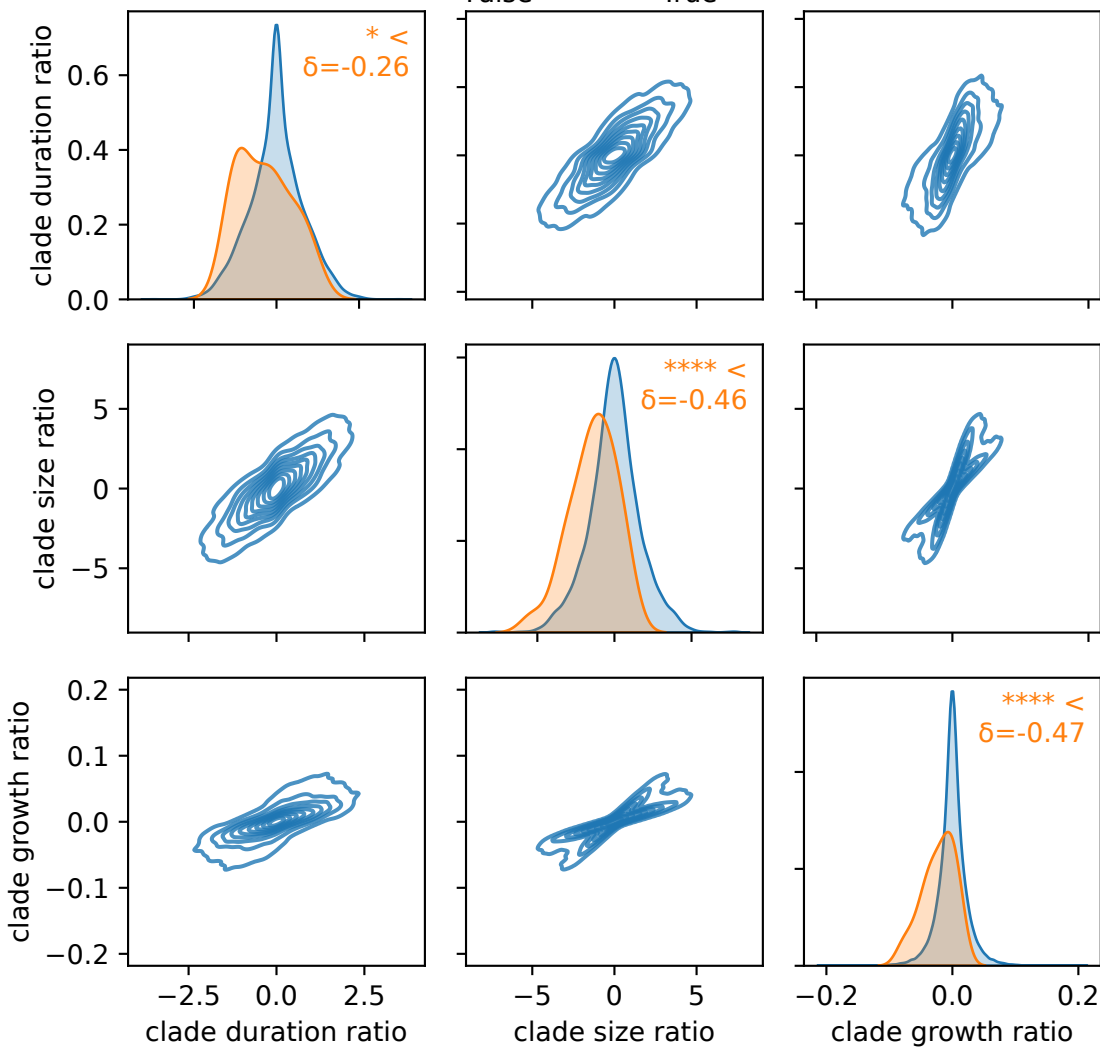 * <
δ=-0.26
clade duration ratio
0.6
0.4
0.2
0.0
**** <
δ=-0.46
clade size ratio
5
0
−5
**** <
δ=-0.47
clade growth ratio
0.2
0.1
0.0
−0.1
−0.2
−2.5 0.0 2.5 −5 0 5 −0.2 0.0 0.2
clade duration ratio clade size ratio clade growth ratio